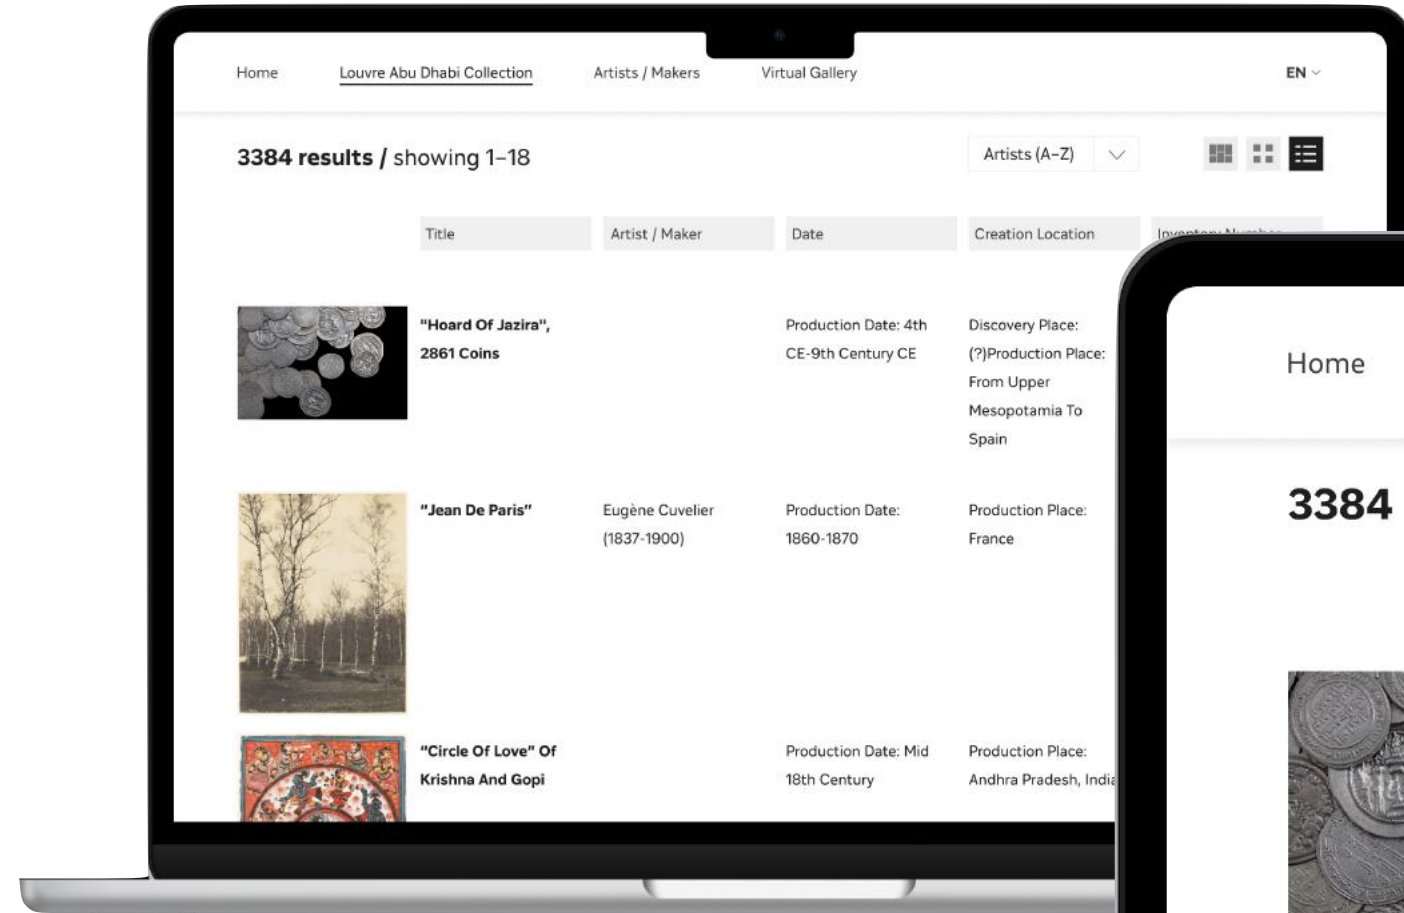 Home Louvre Abu Dhabi Collection Artists / Makers Virtual Gallery EN
3384 results / showing 1–18
Artists (A–Z)
Title Artist / Maker Date Creation Location Inventory Number
"Hoard Of Jazira",
2861 Coins
Production Date: 4th
CE-9th Century CE
Discovery Place:
(?)Production Place:
From Upper
Mesopotamia To
Spain
“Jean De Paris”
Eugène Cuvelier
(1837-1900)
Production Date:
1860-1870
Production Place:
France
“Circle Of Love” Of
Krishna And Gopi
Production Date: Mid
18th Century
Production Place:
Andhra Pradesh, India
Home
3384